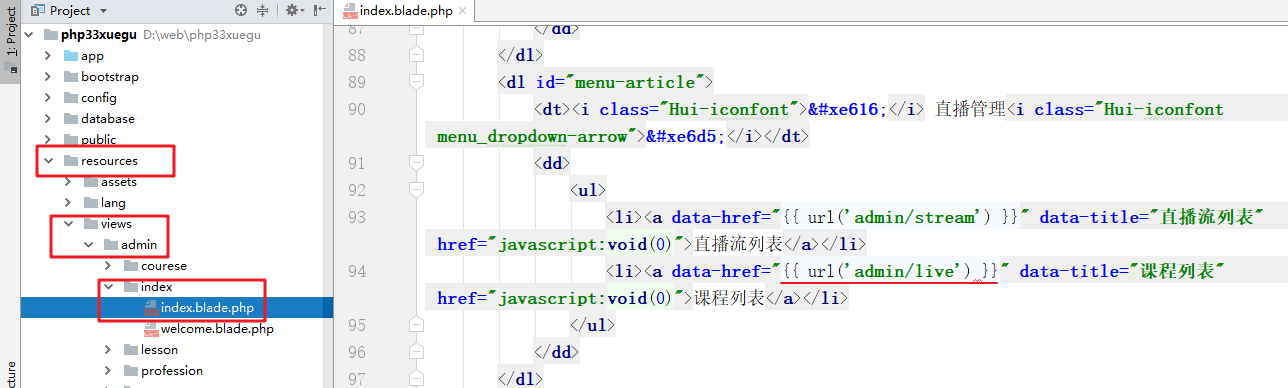 1: Project
ucture
Project
php33xuegu D:\web\php33xuegu
app
bootstrap
config
database
public
resources
assets
lang
views
admin
courese
index
index.blade.php
welcome.blade.php
lesson
profession
index.blade.php
87 </dd>
88 </dl>
89 <dl id="menu-article">
90 <dt><i class="Hui-iconfont">&#xe616;</i> 直播管理<i class="Hui-iconfont
menu_dropdown-arrow">&#xe6d5;</i></dt>
91 <dd>
92 <ul>
93 <li><a data-href="{{ url('admin/stream') }}" data-title="直播流列表"
href="javascript:void(0)">直播流列表</a></li>
94 <li><a data-href="{{ url('admin/live') }}" data-title="课程列表"
href="javascript:void(0)">课程列表</a></li>
95 </ul>
96 </dd>
97 </dl>